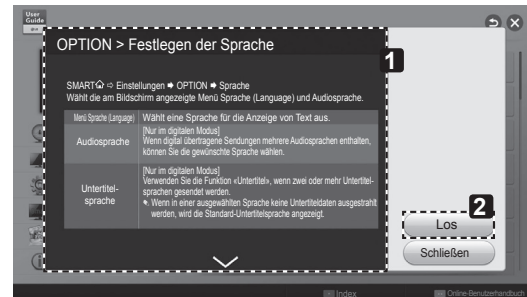 User
Guide
OPTION > Festlegen der Sprache
1
SMART ⇨ Einstellungen ➡ OPTION ➡ Sprache
Wählt die am Bildschirm angezeigte Menü Sprache (Language) und Audiosprache.
Menü Sprache (Language)
Wählt eine Sprache für die Anzeige von Text aus.
Audiosprache
[Nur im digitalen Modus]
Wenn digital übertragene Sendungen mehrere Audiosprachen enthalten,
können Sie die gewünschte Sprache wählen.
Untertitel-
sprache
[Nur im digitalen Modus]
Verwenden Sie die Funktion «Untertitel», wenn zwei oder mehr Untertitel-
sprachen gesendet werden.
Wenn in einer ausgewählten Sprache keine Untertiteldaten ausgestrahlt
werden, wird die Standard-Untertitelsprache angezeigt.
2
Los
Schließen
Index
Online-Benutzerhandbuch